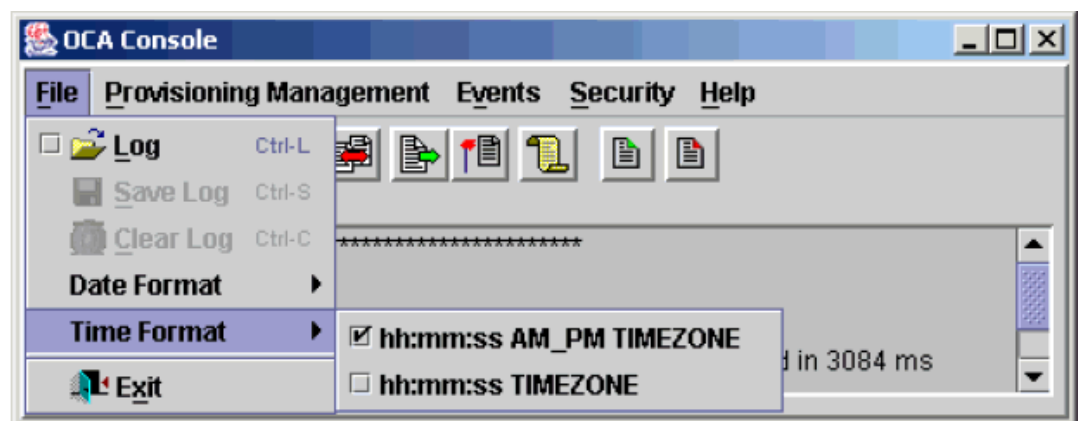 OCA Console
File Provisioning Management Events Security Help
Log Ctrl-L
Save Log Ctrl-S
Clear Log Ctrl-C
***********************
Date Format
Time Format
hh:mm:ss AM_PM TIMEZONE
in 3084 ms
Exit
hh:mm:ss TIMEZONE